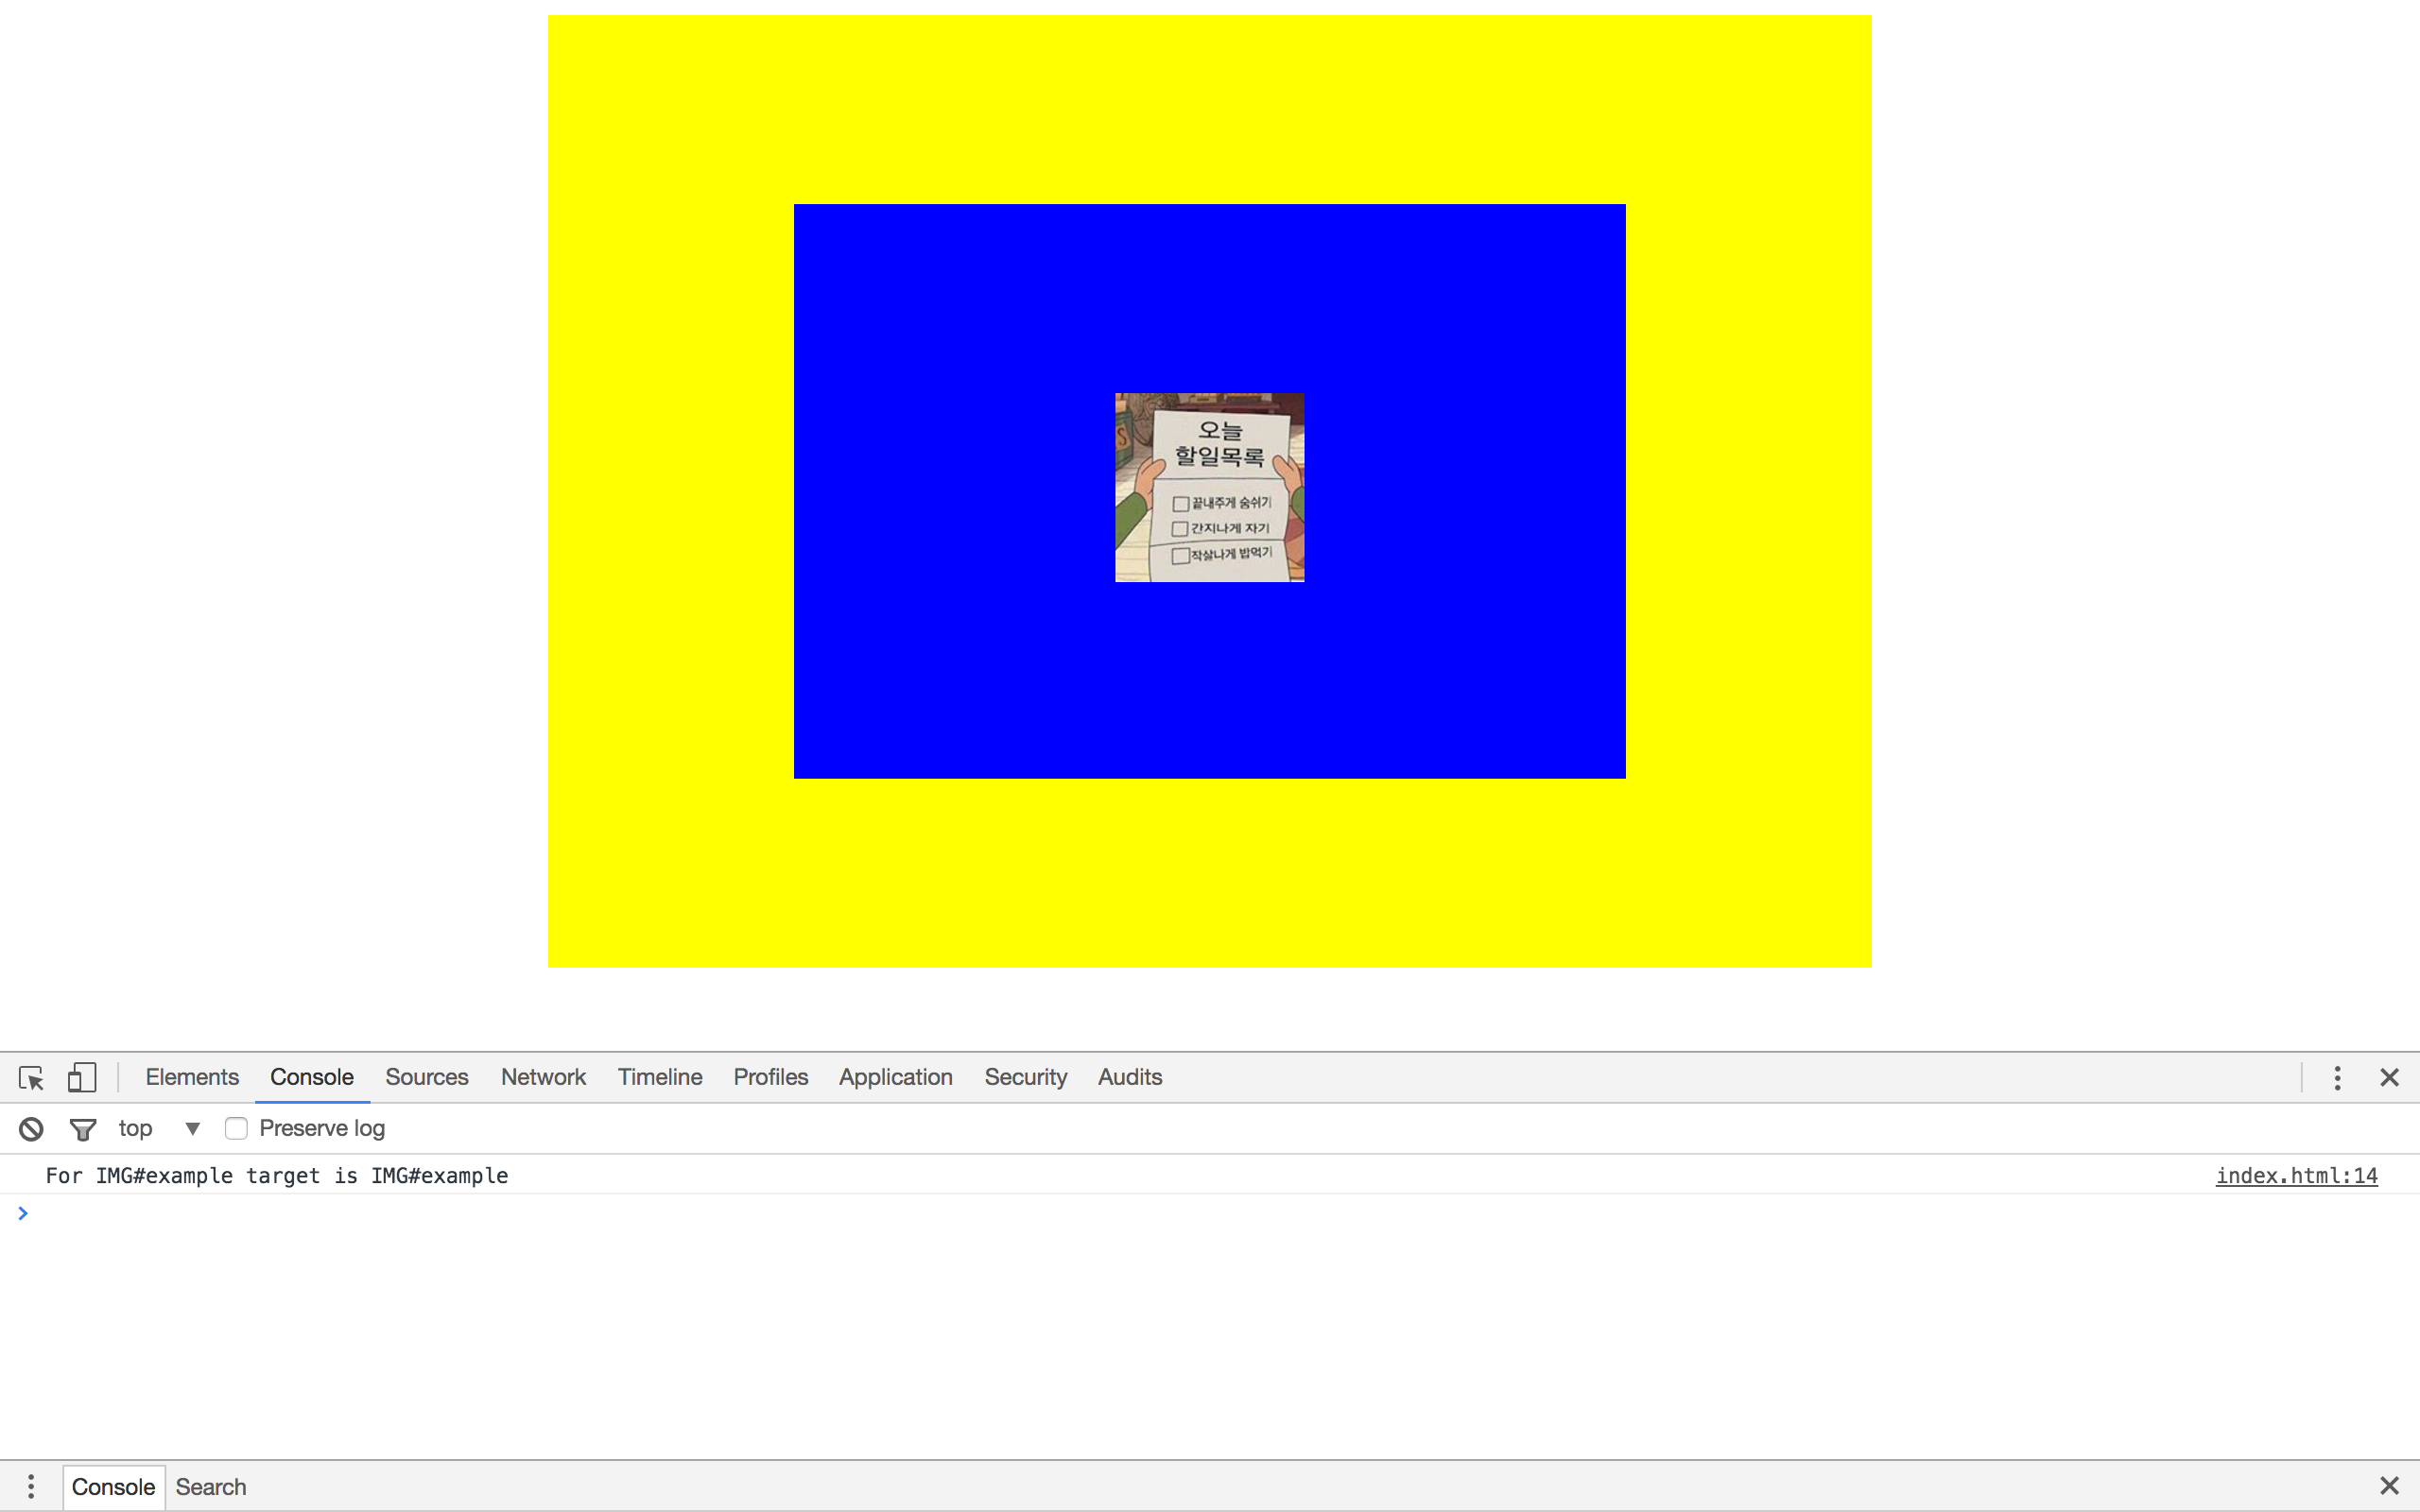 S
오늘
할일목록
끝내주게 숨쉬기
간지나게 자기
작살나게 밥먹기
Elements Console Sources Network Timeline Profiles Application Security Audits
top Preserve log
For IMG#example target is IMG#example index.html:14
Console Search